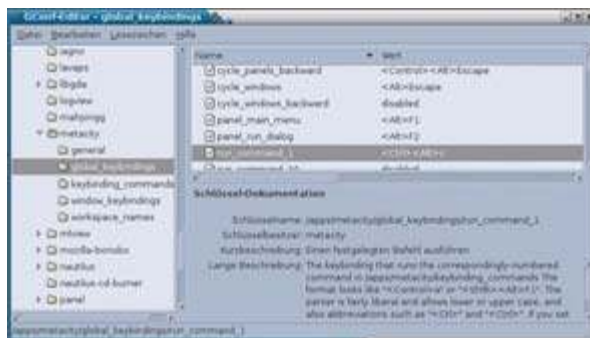 GConf-Editor - global_keybindings
Datei Bearbeiten Lesezeichen Hilfe
iagno
lavaps
libgda
logview
mahjongg
metacity
general
global_keybindings
keybinding_commands
window_keybindings
workspace_names
mlview
mozilla-bonobo
nautilus
nautilus-cd-burner
panel
Name Wert
cycle_panels_backward <Control><Alt>Escape
cycle_windows <Alt>Escape
cycle_windows_backward disabled
panel_main_menu <Alt>F1
panel_run_dialog <Alt>F2
run_command_1
run_command_10 disabled
Schlüssel-Dokumentation
Schlüsselname: /apps/metacity/global_keybindings/run_command_1
Schlüsselbesitzer: metacity
Kurzbeschreibung: Einen festgelegten Befehl ausführen
Lange Beschreibung: The keybinding that runs the correspondingly-numbered
command in /apps/metacity/keybinding_commands The
format looks like "<Control>a" or "<Shift><Alt>F1". The
parser is fairly liberal and allows lower or upper case, and
also abbreviations such as "<Ctl>" and "<Ctrl>". If you set
/apps/metacity/global_keybindings/run_command_1